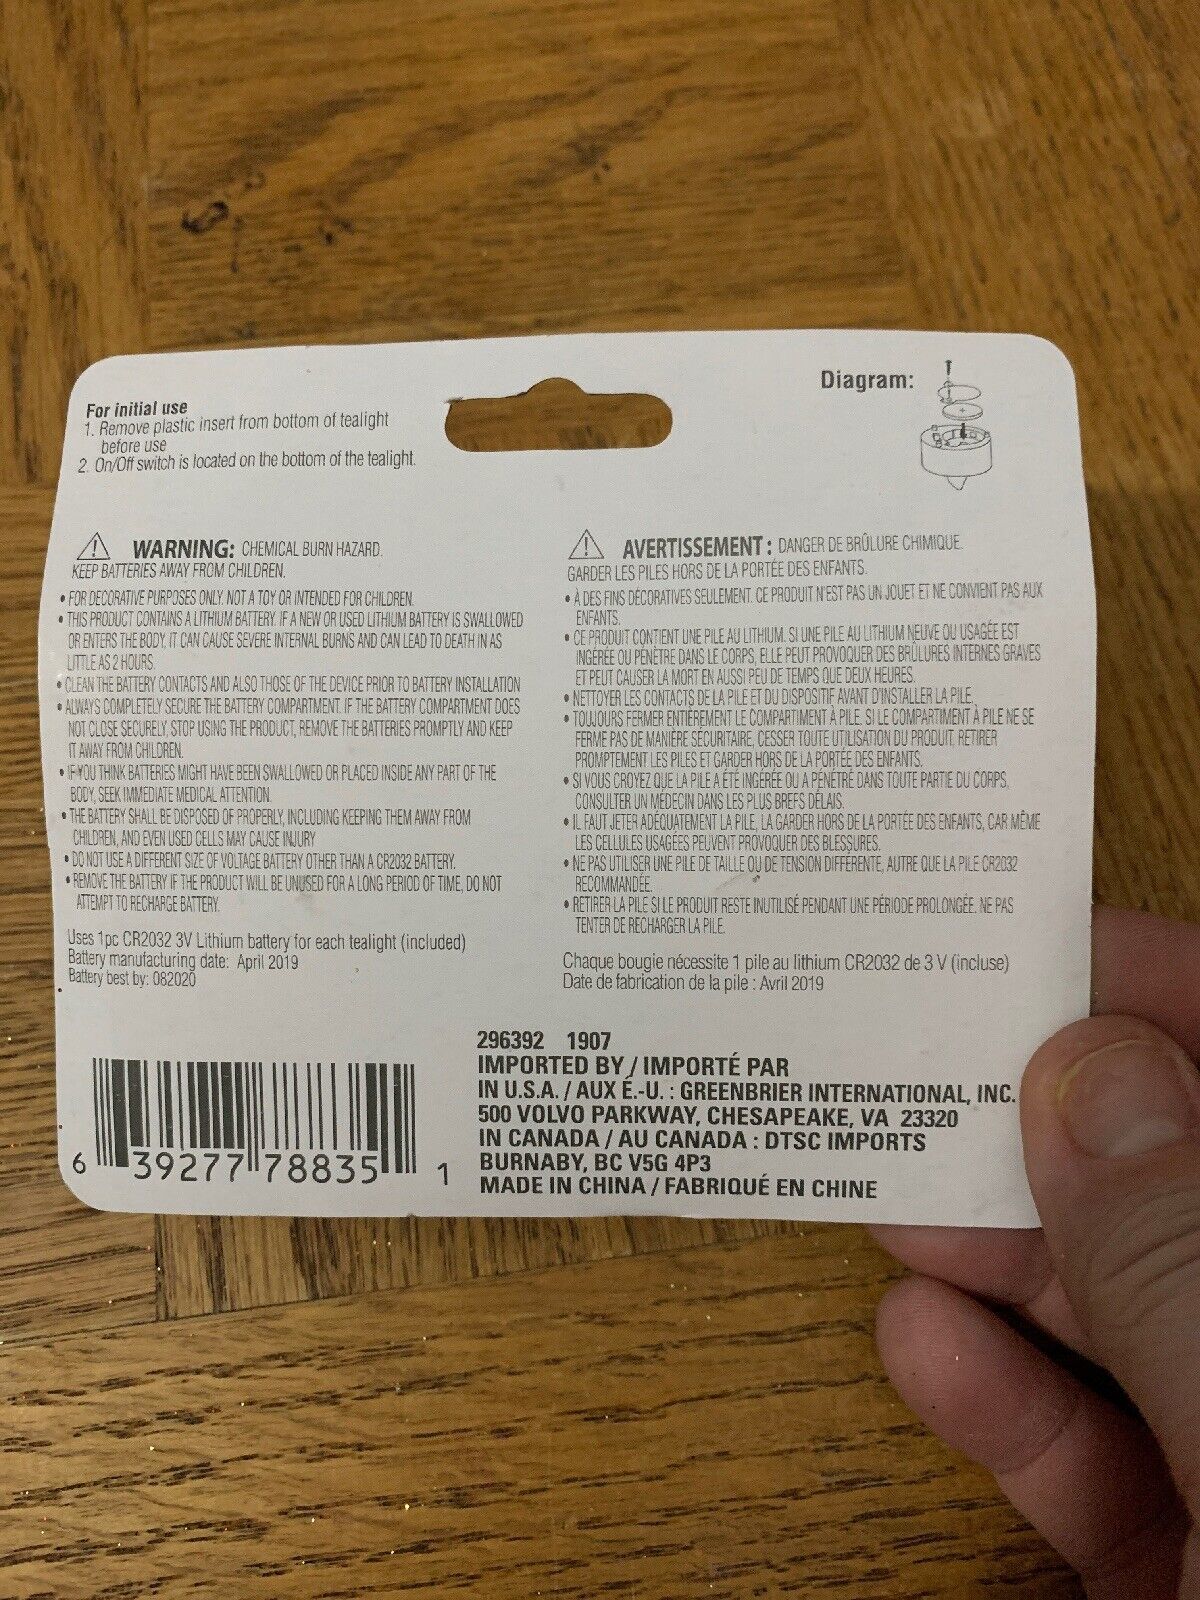 For initial use
1. Remove plastic insert from bottom of tealight
before use
2. On/Off switch is located on the bottom of the tealight.
Diagram:
WARNING: CHEMICAL BURN HAZARD.
KEEP BATTERIES AWAY FROM CHILDREN.
• FOR DECORATIVE PURPOSES ONLY. NOT A TOY OR INTENDED FOR CHILDREN.
• THIS PRODUCT CONTAINS A LITHIUM BATTERY. IF A NEW OR USED LITHIUM BATTERY IS SWALLOWED
OR ENTERS THE BODY, IT CAN CAUSE SEVERE INTERNAL BURNS AND CAN LEAD TO DEATH IN AS
LITTLE AS 2 HOURS.
• CLEAN THE BATTERY CONTACTS AND ALSO THOSE OF THE DEVICE PRIOR TO BATTERY INSTALLATION
• ALWAYS COMPLETELY SECURE THE BATTERY COMPARTMENT. IF THE BATTERY COMPARTMENT DOES
NOT CLOSE SECURELY, STOP USING THE PRODUCT, REMOVE THE BATTERIES PROMPTLY AND KEEP
IT AWAY FROM CHILDREN.
• IF YOU THINK BATTERIES MIGHT HAVE BEEN SWALLOWED OR PLACED INSIDE ANY PART OF THE
BODY, SEEK IMMEDIATE MEDICAL ATTENTION.
• THE BATTERY SHALL BE DISPOSED OF PROPERLY, INCLUDING KEEPING THEM AWAY FROM
CHILDREN, AND EVEN USED CELLS MAY CAUSE INJURY
• DO NOT USE A DIFFERENT SIZE OF VOLTAGE BATTERY OTHER THAN A CR2032 BATTERY.
• REMOVE THE BATTERY IF THE PRODUCT WILL BE UNUSED FOR A LONG PERIOD OF TIME, DO NOT
ATTEMPT TO RECHARGE BATTERY.
Uses 1pc CR2032 3V Lithium battery for each tealight (included)
Battery manufacturing date: April 2019
Battery best by: 082020
AVERTISSEMENT : DANGER DE BRÛLURE CHIMIQUE.
GARDER LES PILES HORS DE LA PORTÉE DES ENFANTS.
• À DES FINS DÉCORATIVES SEULEMENT. CE PRODUIT N'EST PAS UN JOUET ET NE CONVIENT PAS AUX
ENFANTS.
• CE PRODUIT CONTIENT UNE PILE AU LITHIUM. SI UNE PILE AU LITHIUM NEUVE OU USAGÉE EST
INGÉRÉE OU PÉNÈTRE DANS LE CORPS, ELLE PEUT PROVOQUER DES BRÛLURES INTERNES GRAVES
ET PEUT CAUSER LA MORT EN AUSSI PEU DE TEMPS QUE DEUX HEURES.
• NETTOYER LES CONTACTS DE LA PILE ET DU DISPOSITIF AVANT D'INSTALLER LA PILE.
• TOUJOURS FERMER ENTIÈREMENT LE COMPARTIMENT À PILE. SI LE COMPARTIMENT À PILE NE SE
FERME PAS DE MANIÈRE SÉCURITAIRE, CESSER TOUTE UTILISATION DU PRODUIT, RETIRER
PROMPTEMENT LES PILES ET GARDER HORS DE LA PORTÉE DES ENFANTS.
• SI VOUS CROYEZ QUE LA PILE A ÉTÉ INGÉRÉE OU A PÉNÉTRÉ DANS TOUTE PARTIE DU CORPS,
CONSULTER UN MÉDECIN DANS LES PLUS BREFS DÉLAIS.
• IL FAUT JETER ADÉQUATEMENT LA PILE, LA GARDER HORS DE LA PORTÉE DES ENFANTS, CAR MÊME
LES CELLULES USAGÉES PEUVENT PROVOQUER DES BLESSURES.
• NE PAS UTILISER UNE PILE DE TAILLE OU DE TENSION DIFFÉRENTE, AUTRE QUE LA PILE CR2032
RECOMMANDÉE.
• RETIRER LA PILE SI LE PRODUIT RESTE INUTILISÉ PENDANT UNE PÉRIODE PROLONGÉE. NE PAS
TENTER DE RECHARGER LA PILE.
Chaque bougie nécessite 1 pile au lithium CR2032 de 3 V (incluse)
Date de fabrication de la pile : Avril 2019
6 39277 78835 1
296392 1907
IMPORTED BY / IMPORTÉ PAR
IN U.S.A. / AUX É.-U. : GREENBRIER INTERNATIONAL, INC.
500 VOLVO PARKWAY, CHESAPEAKE, VA 23320
IN CANADA / AU CANADA : DTSC IMPORTS
BURNABY, BC V5G 4P3
MADE IN CHINA / FABRIQUÉ EN CHINE